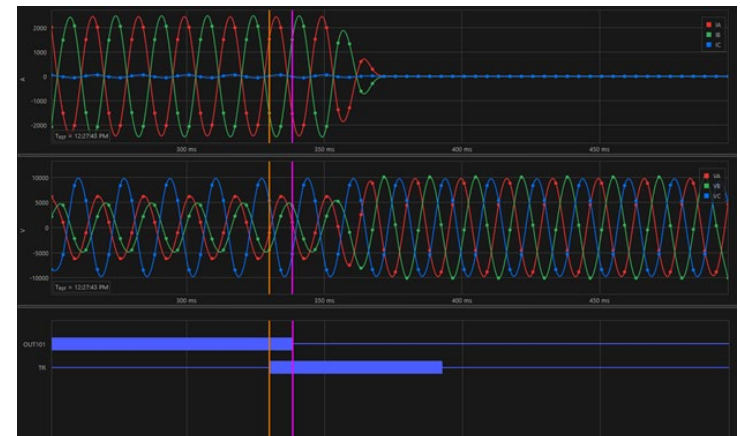 2000
IA
IB
1000
IC
A
0
-1000
-2000
TRef = 12:27:43 PM
300 ms
350 ms
400 ms
450 ms
10000
VA
VB
5000
VC
V
0
-5000
-10000
TRef = 12:27:43 PM
300 ms
350 ms
400 ms
450 ms
OUT101
TR